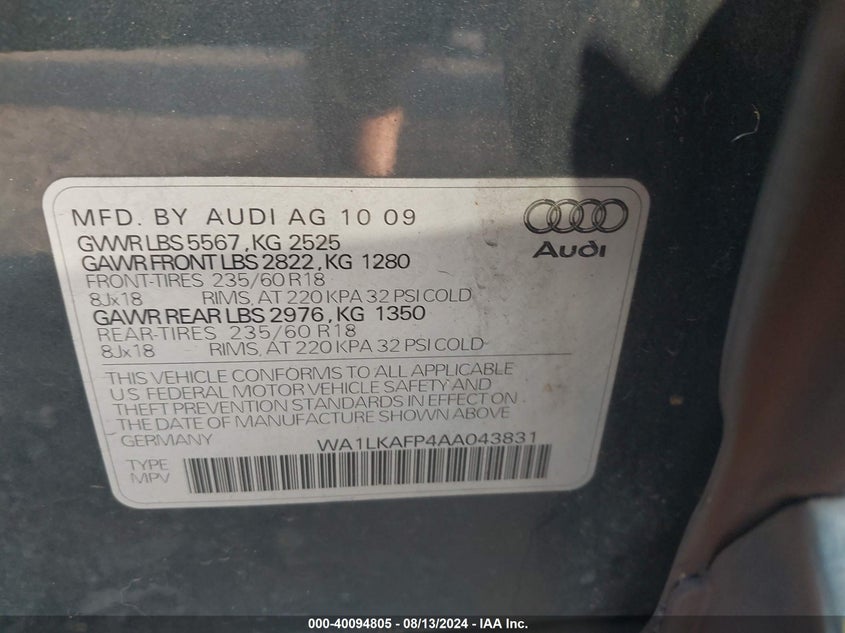 MFD. BY AUDI AG 10 09
Audi
GVWR LBS 5567, KG 2525
GAWR FRONT LBS 2822, KG 1280
FRONT-TIRES 235/60 R18
8Jx18 RIMS, AT 220 KPA 32 PSI COLD
GAWR REAR LBS 2976, KG 1350
REAR-TIRES 235/60 R18
8Jx18 RIMS, AT 220 KPA 32 PSI COLD
THIS VEHICLE CONFORMS TO ALL APPLICABLE
U.S. FEDERAL MOTOR VEHICLE SAFETY AND
THEFT PREVENTION STANDARDS IN EFFECT ON
THE DATE OF MANUFACTURE SHOWN ABOVE
GERMANY WA1LKAFP4AA043831
TYPE
MPV
000-40094805 - 08/13/2024 - IAA Inc.